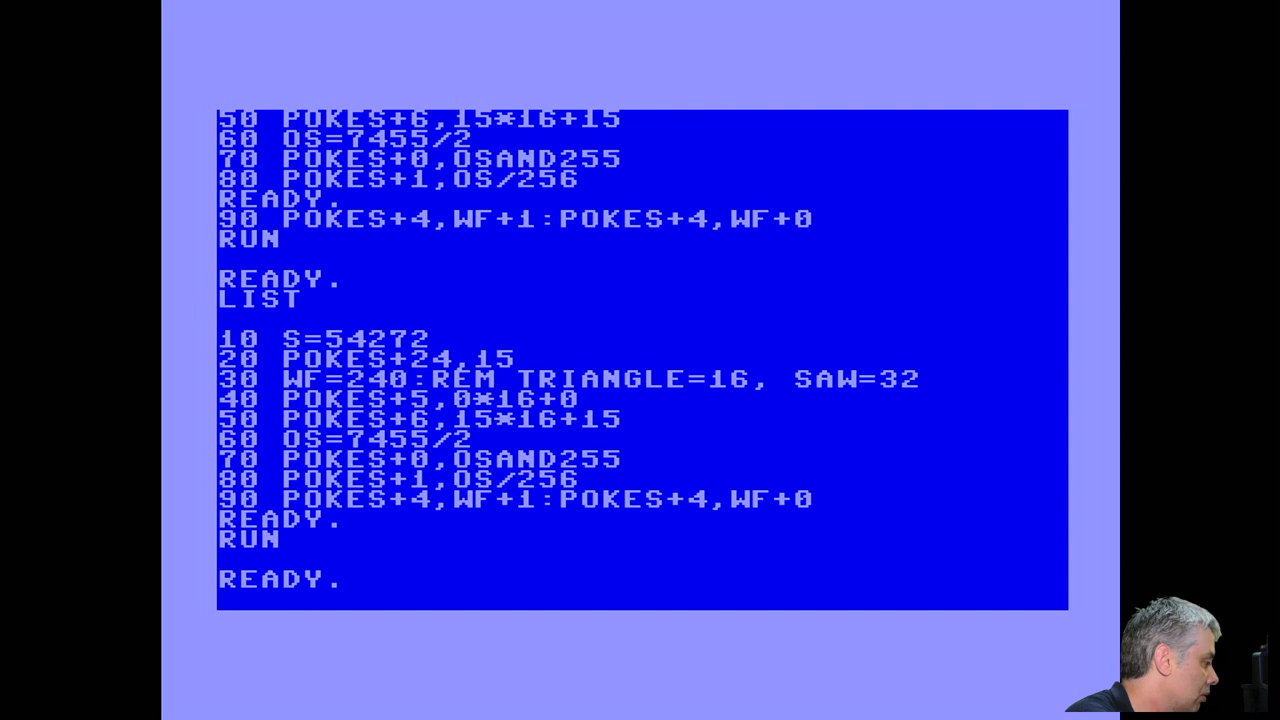 50 POKES+6,15*16+15
60 OS=7455/2
70 POKES+0,OSAND255
80 POKES+1,OS/256
READY.
90 POKES+4,WF+1:POKES+4,WF+0
RUN
READY.
LIST
10 S=54272
20 POKES+24,15
30 WF=240:REM TRIANGLE=16, SAW=32
40 POKES+5,0*16+0
50 POKES+6,15*16+15
60 OS=7455/2
70 POKES+0,OSAND255
80 POKES+1,OS/256
90 POKES+4,WF+1:POKES+4,WF+0
READY.
RUN
READY.